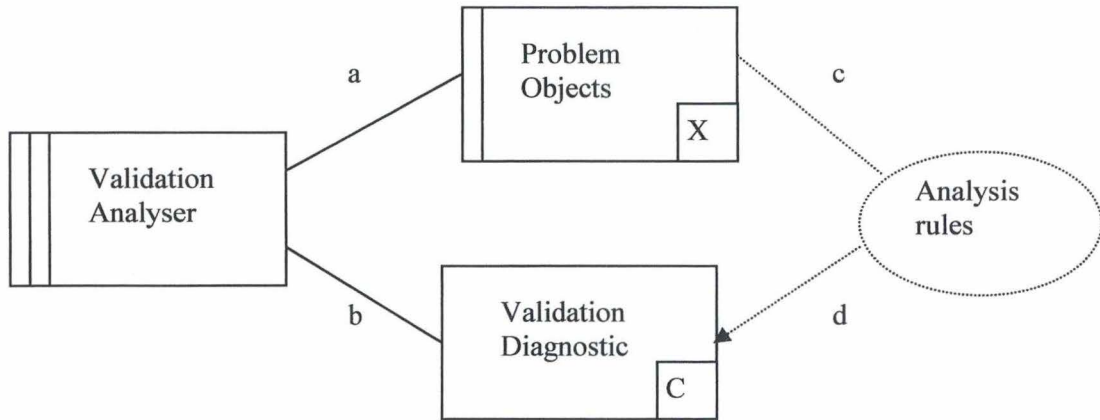 Problem
Objects
X
a
c
Validation
Analyser
Analysis
rules
b
d
Validation
Diagnostic
C